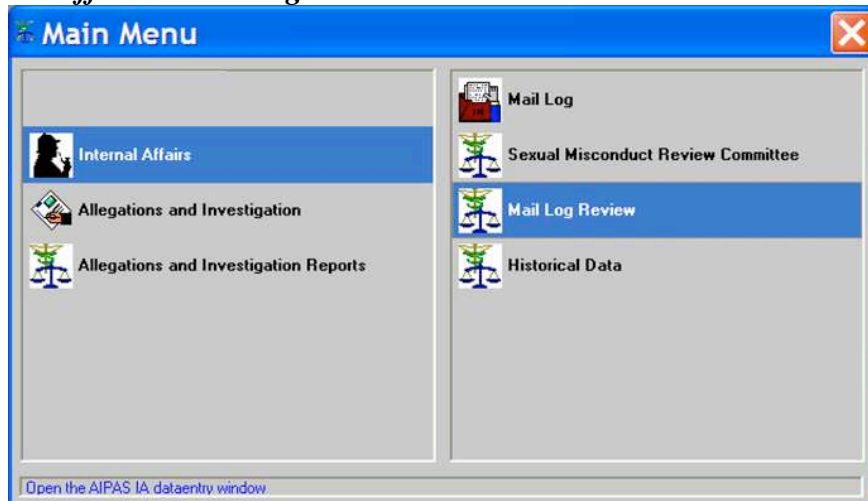 Main Menu
Internal Affairs
Allegations and Investigation
Allegations and Investigation Reports
Mail Log
Sexual Misconduct Review Committee
Mail Log Review
Historical Data
Open the AIPAS IA dataentry window